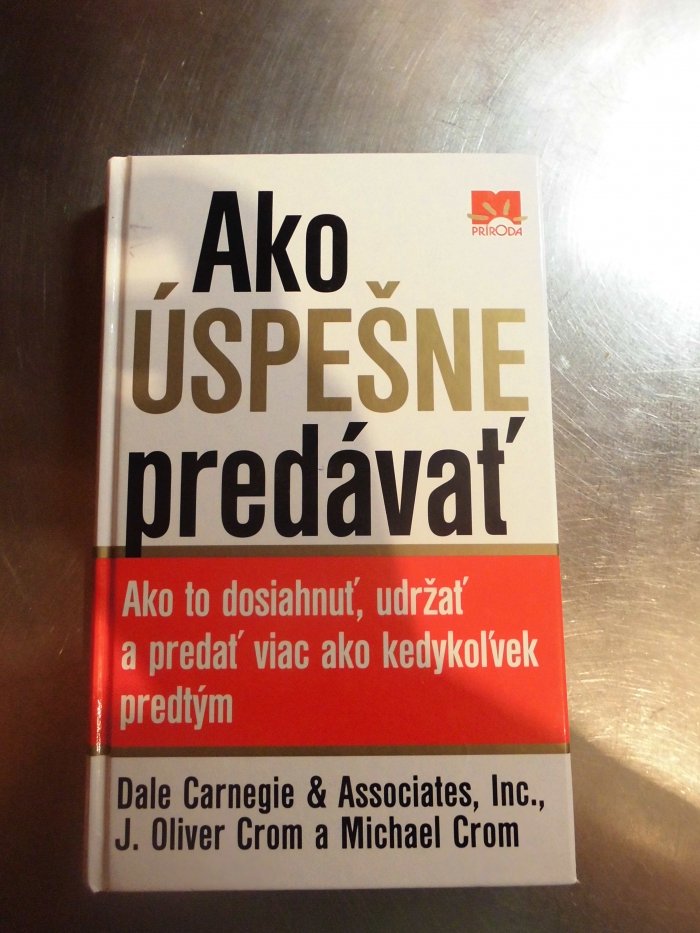 Ako
PRÍRODA
ÚSPEŠNE
predávať
Ako to dosiahnuť, udržať
a predať viac ako kedykoľvek
predtým
Dale Carnegie & Associates, Inc.,
J. Oliver Crom a Michael Crom